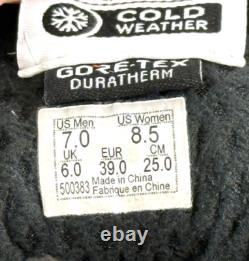 COLD
WEATHER
GORE-TEX
DURATHERM
US Men US Women
7.0 8.5
UK EUR CM
6.0 39.0 25.0
500383 Made in China
Fabriqué en Chine